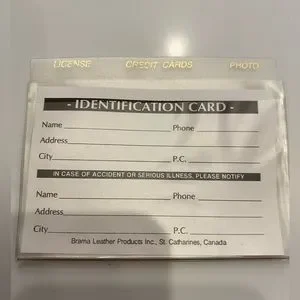 LICENSE CREDIT CARDS PHOTO
- IDENTIFICATION CARD -
Name Phone
Address
City P.C.
IN CASE OF ACCIDENT OR SERIOUS ILLNESS, PLEASE NOTIFY
Name Phone
Address
City P.C.
Brama Leather Products Inc., St. Catharines, Canada